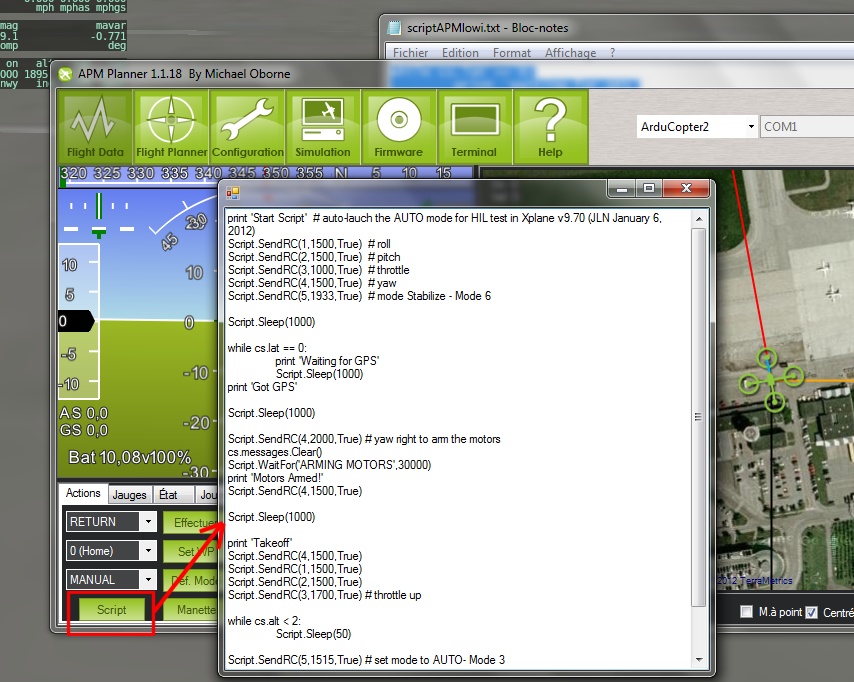 mph mphas mphgs
mag
mavar
9.1
-0.771
omp
deg
on
000 1895
nwy
scriptAPMlowi.txt - Bloc-notes
Fichier Edition Format Affichage ?
APM Planner 1.1.18 By Michael Oborne
Flight Data Flight Planner Configuration Simulation Firmware Terminal Help
ArduCopter2
COM1
320 325 330 335 340 345 350 355 N 5 10 15
print 'Start Script' # auto-lauch the AUTO mode for HIL test in Xplane v9.70 (JLN January 6,
2012)
Script.SendRC(1,1500,True) # roll
Script.SendRC(2,1500,True) # pitch
Script.SendRC(3,1000,True) # throttle
Script.SendRC(4,1500,True) # yaw
Script.SendRC(5,1933,True) # mode Stabilize - Mode 6
Script.Sleep(1000)
while cs.lat == 0:
print 'Waiting for GPS'
Script.Sleep(1000)
print 'Got GPS'
Script.Sleep(1000)
Script.SendRC(4,2000,True) # yaw right to arm the motors
cs.messages.Clear()
Script.WaitFor('ARMING MOTORS',30000)
print 'Motors Armed!'
Script.SendRC(4,1500,True)
Script.Sleep(1000)
print 'Takeoff'
Script.SendRC(4,1500,True)
Script.SendRC(1,1500,True)
Script.SendRC(2,1500,True)
Script.SendRC(3,1700,True) # throttle up
while cs.alt < 2:
Script.Sleep(50)
Script.SendRC(5,1515,True) # set mode to AUTO- Mode 3
45
30
20
10
0
-10
-20
-30
10
5
0
-5
-10
AS 0,0
GS 0,0
Bat 10,08v100%
Actions Jauges État Jou
RETURN
Effectue
0 (Home)
Set WP
MANUAL
Déf. Mode
Script
Manette
2012 TerraMetrics
M.à point
Centré